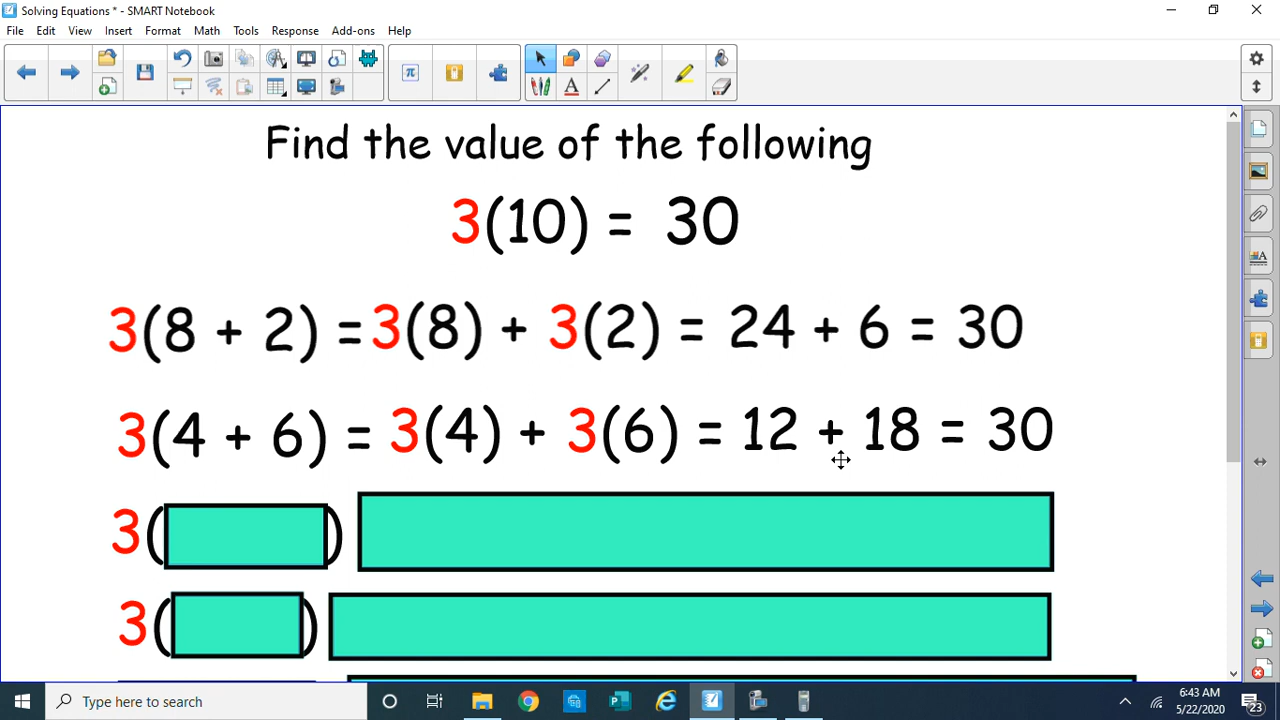 Solving Equations * - SMART Notebook
File Edit View Insert Format Math Tools Response Add-ons Help
Find the value of the following
3(10) = 30
3(8 + 2) = 3(8) + 3(2) = 24 + 6 = 30
3(4 + 6) = 3(4) + 3(6) = 12 + 18 = 30
3( )
3( )
Type here to search
6:43 AM
5/22/2020
23